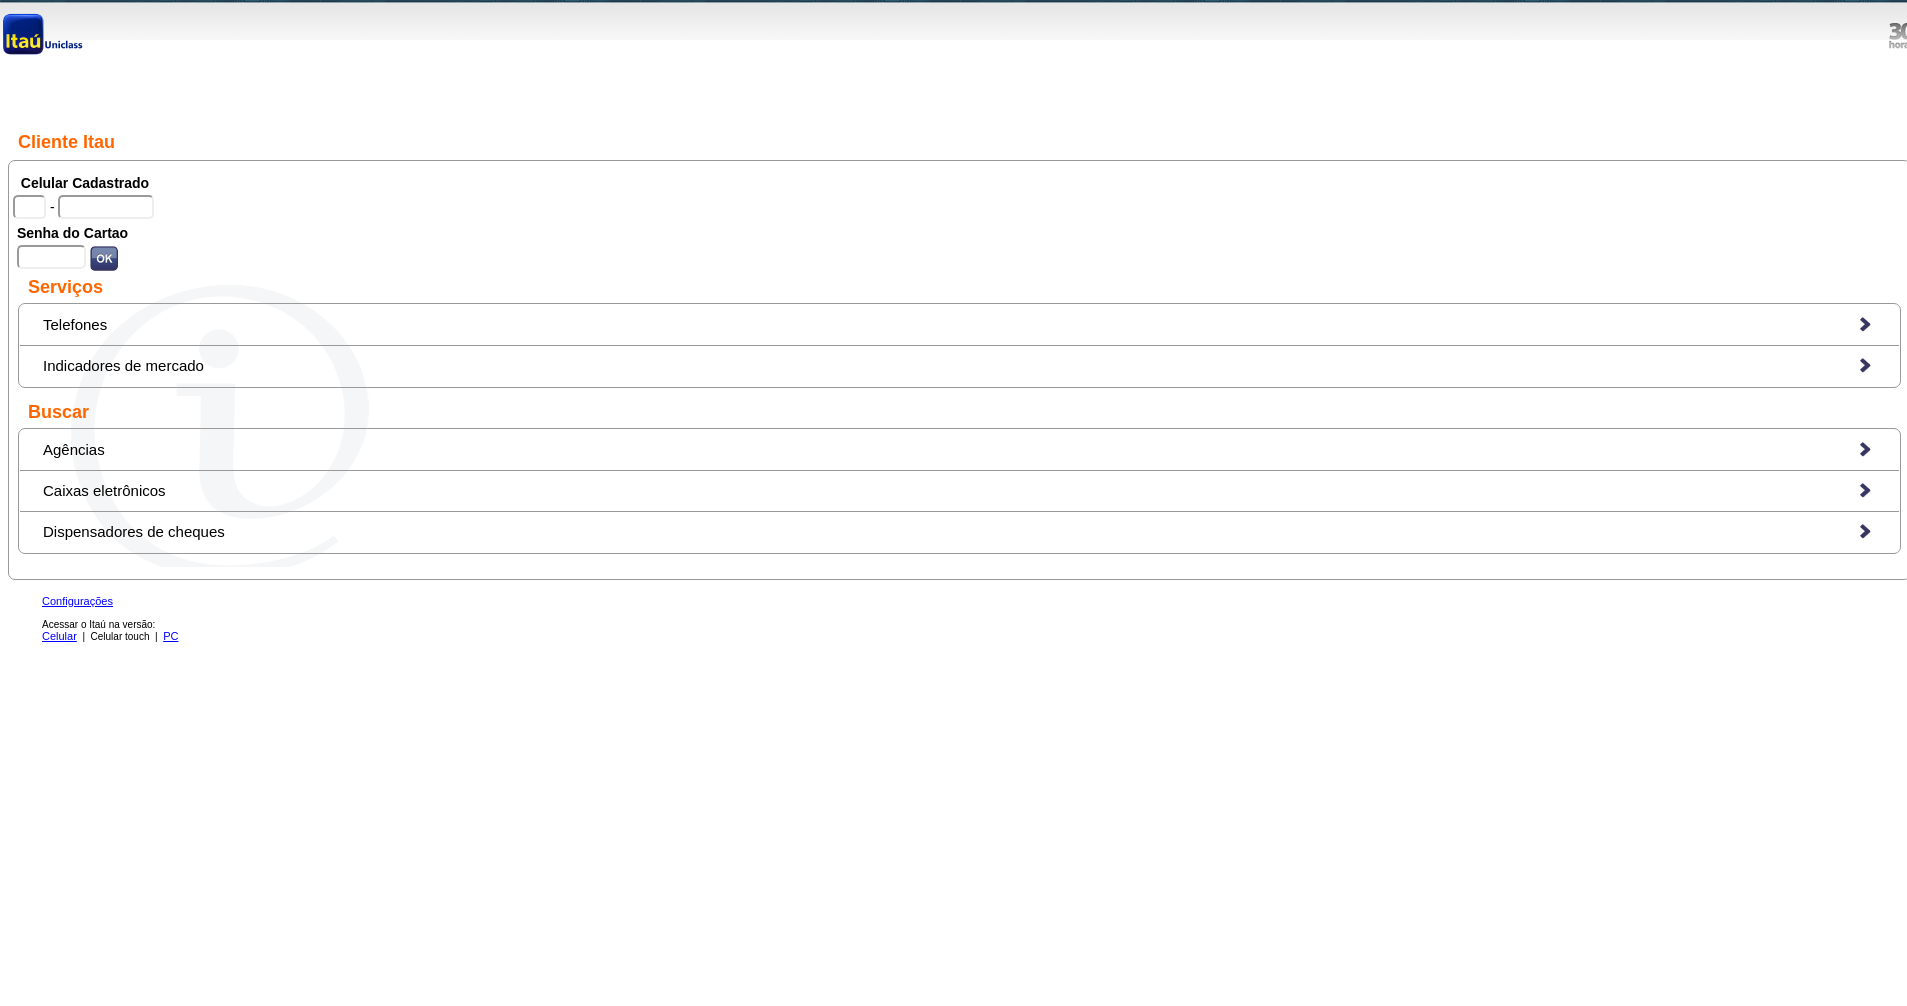 Itaú Uniclass
30
hora
Cliente Itau
Celular Cadastrado
-
Senha do Cartao
OK
Serviços
Telefones
Indicadores de mercado
Buscar
Agências
Caixas eletrônicos
Dispensadores de cheques
Configurações
Acessar o Itaú na versão:
Celular | Celular touch | PC